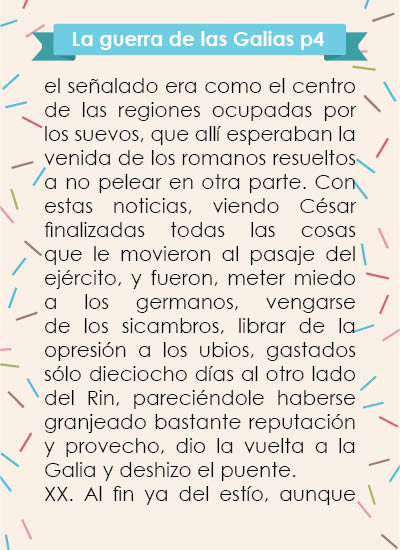 La guerra de las Galias p4
el señalado era como el centro
de las regiones ocupadas por
los suevos, que allí esperaban la
venida de los romanos resueltos
a no pelear en otra parte. Con
estas noticias, viendo César
finalizadas todas las cosas
que le movieron al pasaje del
ejército, y fueron, meter miedo
a los germanos, vengarse
de los sicambros, librar de la
opresión a los ubios, gastados
sólo dieciocho días al otro lado
del Rin, pareciéndole haberse
granjeado bastante reputación
y provecho, dio la vuelta a la
Galia y deshizo el puente.
XX. Al fin ya del estío, aunque